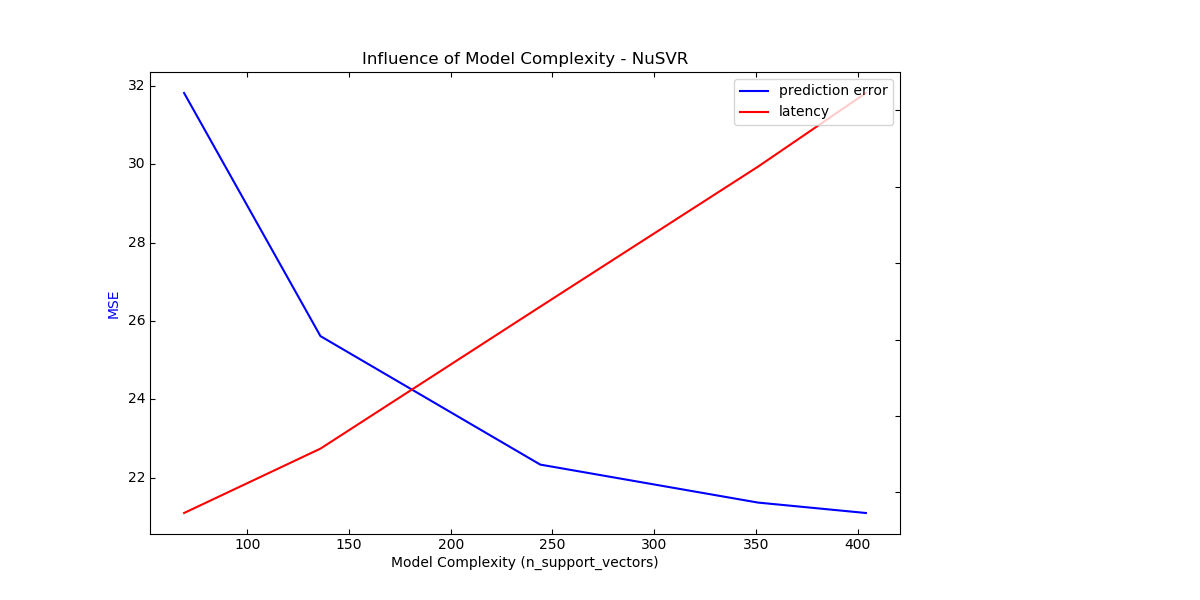 Influence of Model Complexity - NuSVR
prediction error
latency
32
30
28
26
24
22
MSE
100 150 200 250 300 350 400
Model Complexity (n_support_vectors)